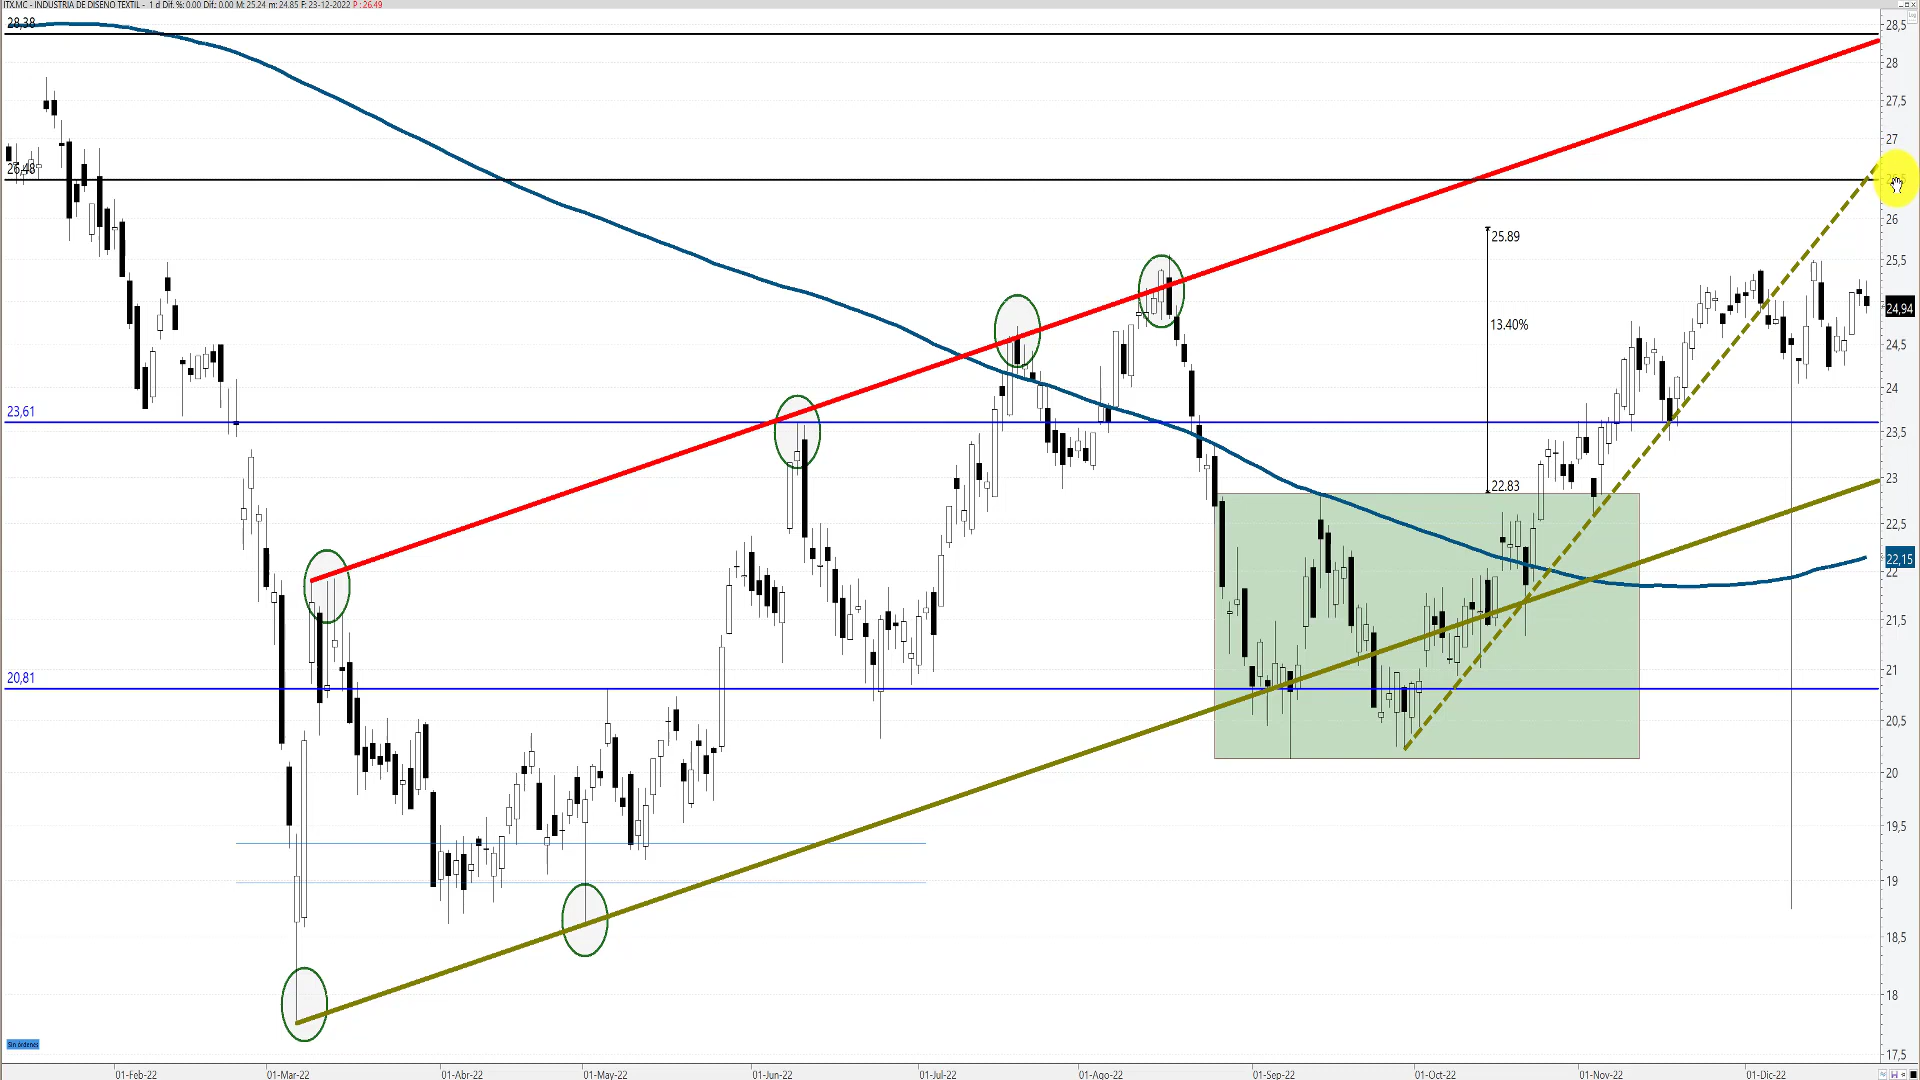 ITX.MC - INDUSTRIA DE DISENO TEXTIL - 1 d Dif. %: 0.00 Dif.: 0.00 M: 25.24 m: 24.85 F: 23-12-2022 P : 26.49
28,38
26,48
23,61
20,81
25.89
13.40%
22.83
28,5
28
27,5
27
26
25,5
24,94
24,5
24
23,5
23
22,5
22,15
22
21,5
21
20,5
20
19,5
19
18,5
18
17,5
Sin órdenes
01-Feb-22
01-Mar-22
01-Abr-22
01-May-22
01-Jun-22
01-Jul-22
01-Ago-22
01-Sep-22
01-Oct-22
01-Nov-22
01-Dic-22